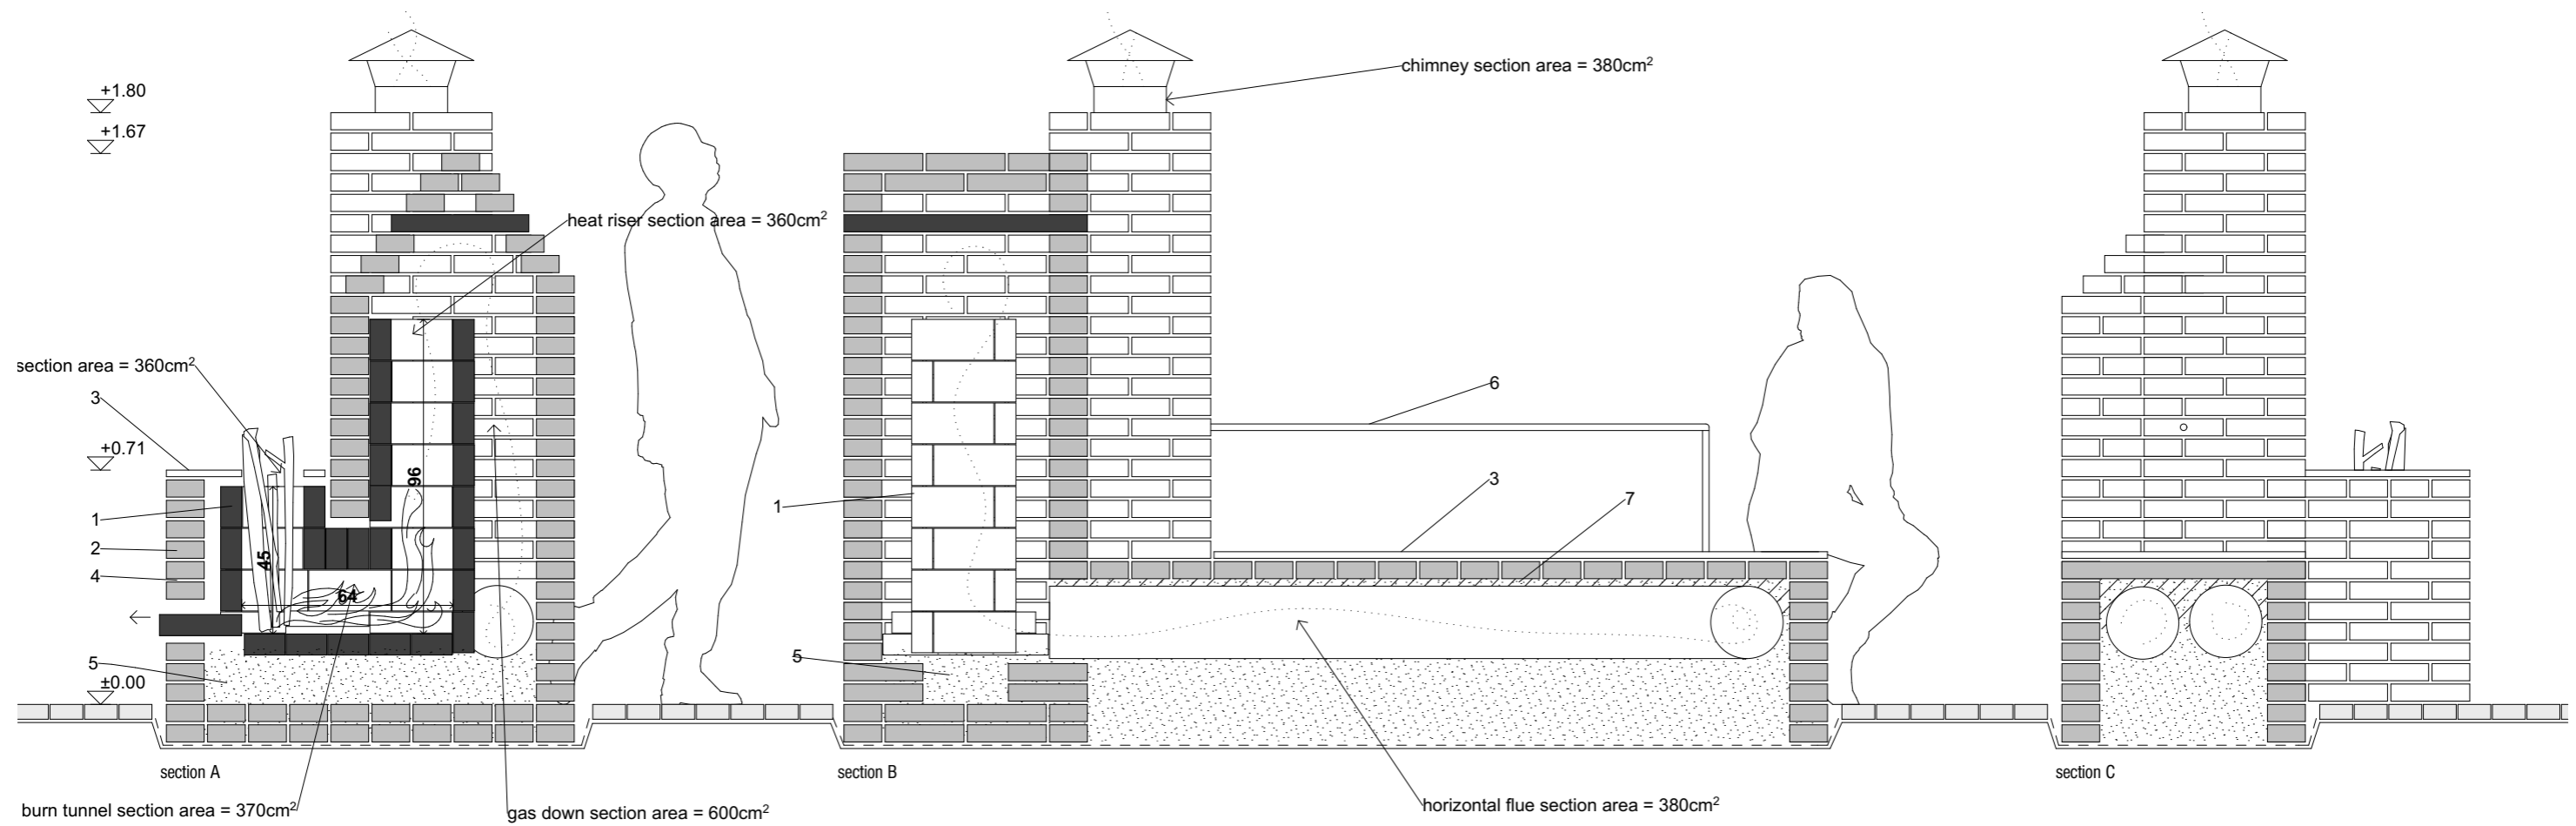 +1.80
+1.67
chimney section area = 380cm²
heat riser section area = 360cm²
section area = 360cm²
3
+0.71
1
2
4
5
±0.00
45
64
96
1
5
6
3
7
section A
section B
section C
burn tunnel section area = 370cm²
gas down section area = 600cm²
horizontal flue section area = 380cm²